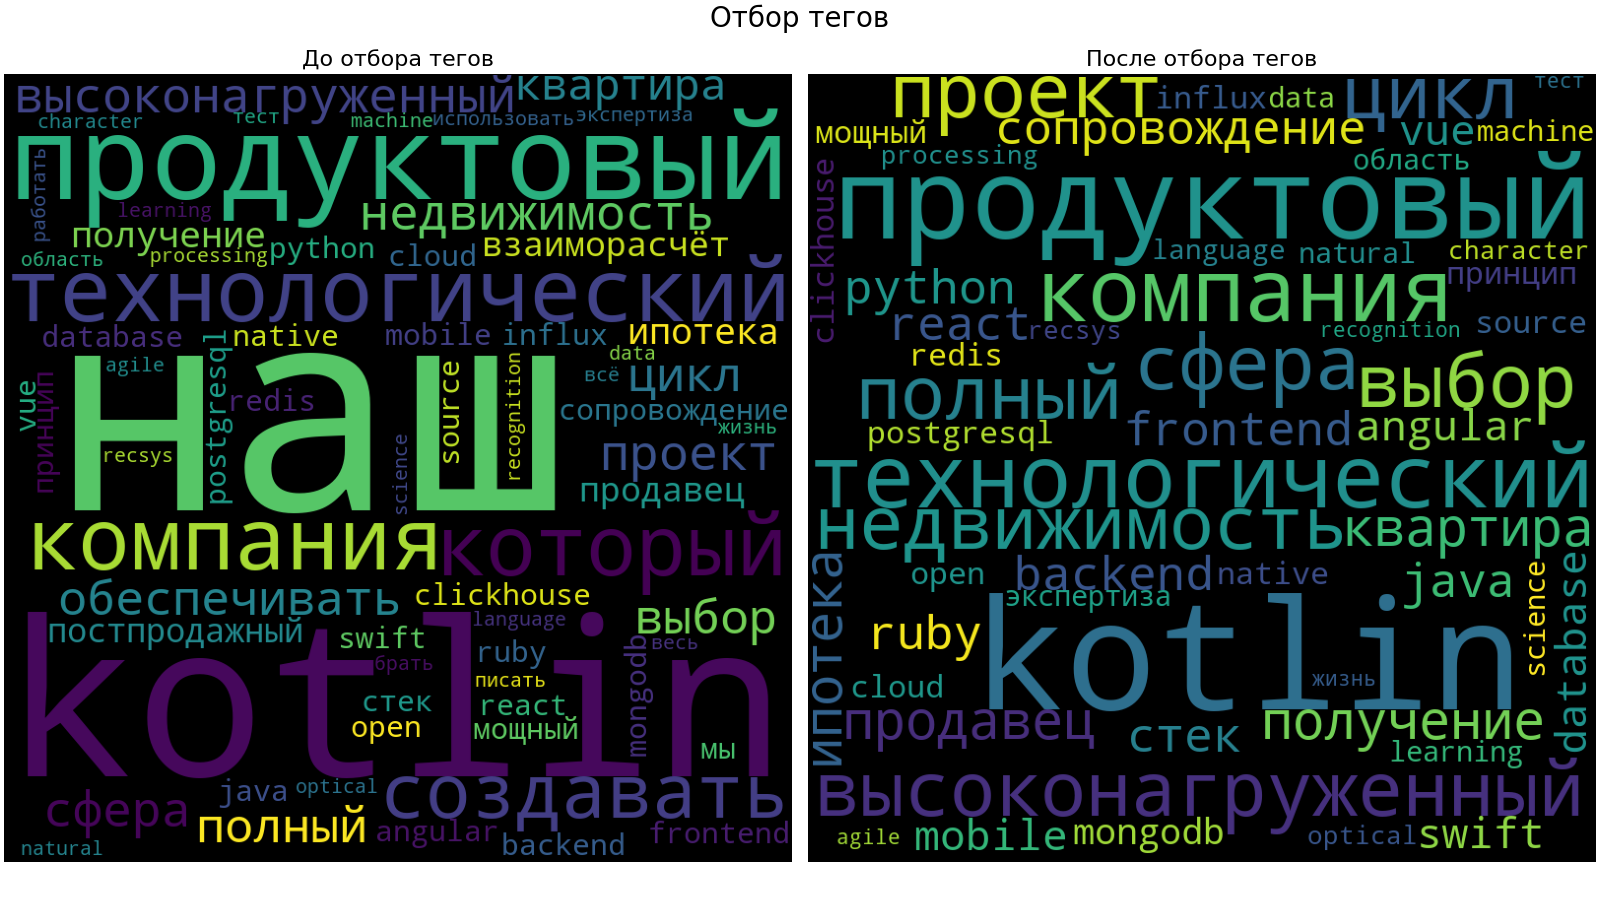 Отбор тегов
До отбора тегов
высоконагруженный
квартира
character
тест
machine
использовать
экспертиза
продуктовый
работать
learning
недвижимость
получение
python
cloud
взаиморасчёт
область
processing
технологический
database
native
mobile
influx
ипотека
наш
agile
postgresql
source
recognition
data
всё
цикл
vue
принцип
redis
сопровождение
жизнь
recsys
science
проект
продавец
компания
который
обеспечивать
clickhouse
выбор
постпродажный
swift
language
kotlin
брать
ruby
mongodb
весь
писать
стек
react
open
мощный
мы
java
optical
создавать
сфера
полный
angular
backend
frontend
natural
После отбора тегов
проект
influx
data
цикл
тест
мощный
сопровождение
vue
machine
processing
область
clickhouse
продуктовый
language
natural
character
python
компания
принцип
react
recsys
recognition
source
redis
сфера
полный
выбор
postgresql
frontend
angular
технологический
недвижимость
квартира
ипотека
open
backend
native
java
экспертиза
science
database
ruby
kotlin
cloud
жизнь
продавец
стек
получение
learning
высоконагруженный
agile
mobile
mongodb
optical
swift